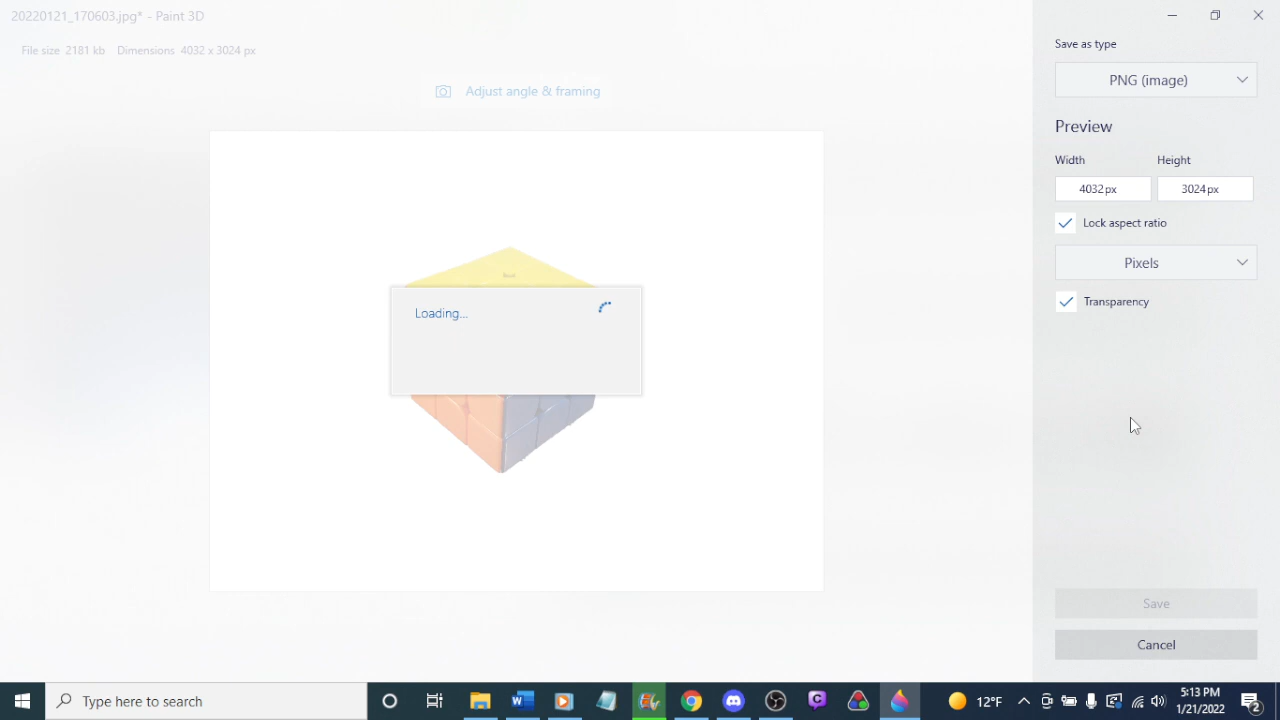 20220121_170603.jpg* - Paint 3D
File size 2181 kb Dimensions 4032 x 3024 px
Adjust angle & framing
Loading...
Save as type
PNG (image)
Preview
Width Height
4032px 3024px
Lock aspect ratio
Pixels
Transparency
Save
Cancel
Type here to search
12°F
5:13 PM
1/21/2022
2